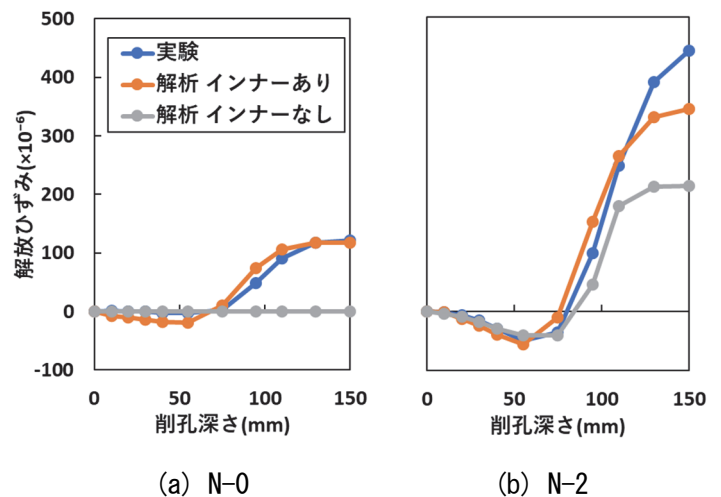 500
400
300
200
100
0
-100
解放ひずみ(×10⁻⁶)
実験
解析 インナーあり
解析 インナーなし
0 50 100 150
削孔深さ(mm)
0 50 100 150
削孔深さ(mm)
(a) N-0
(b) N-2